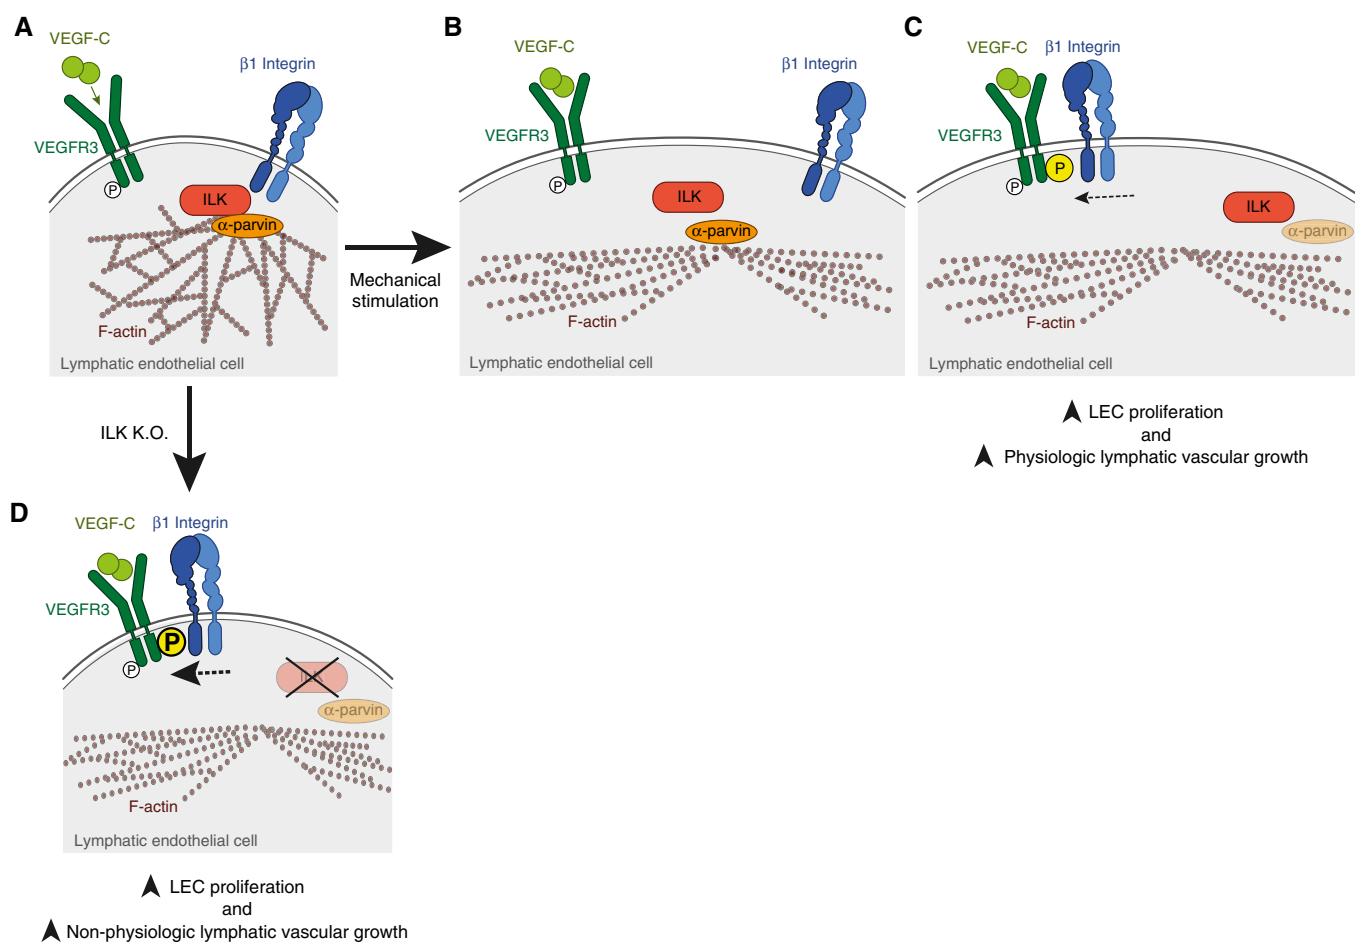 A
VEGF-C
β1 Integrin
VEGFR3
P
ILK
α-parvin
F-actin
Lymphatic endothelial cell
Mechanical
stimulation
B
VEGF-C
β1 Integrin
VEGFR3
P
ILK
α-parvin
F-actin
Lymphatic endothelial cell
C
VEGF-C
β1 Integrin
VEGFR3
P
P
ILK
α-parvin
F-actin
Lymphatic endothelial cell
LEC proliferation
and
Physiologic lymphatic vascular growth
ILK K.O.
D
VEGF-C
β1 Integrin
VEGFR3
P
P
ILK
α-parvin
F-actin
Lymphatic endothelial cell
LEC proliferation
and
Non-physiologic lymphatic vascular growth